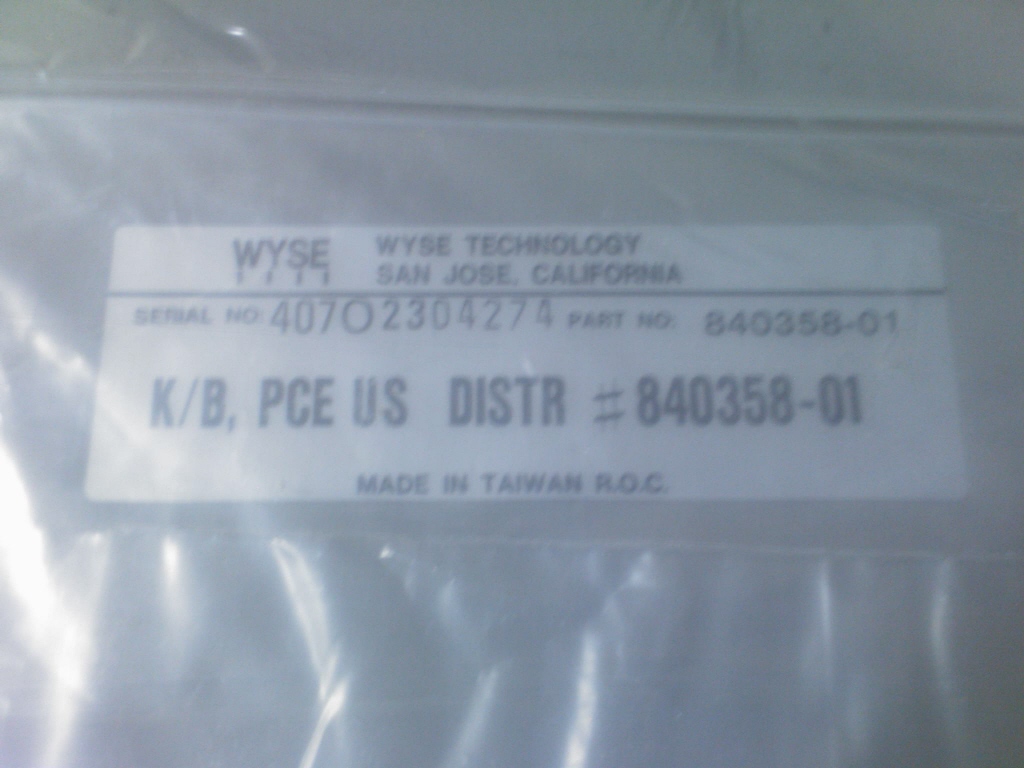 WYSE WYSE TECHNOLOGY
SAN JOSE, CALIFORNIA
SERIAL NO: 40702304274 PART NO: 840358-01
K/B, PCE US DISTR #840358-01
MADE IN TAIWAN R.O.C.